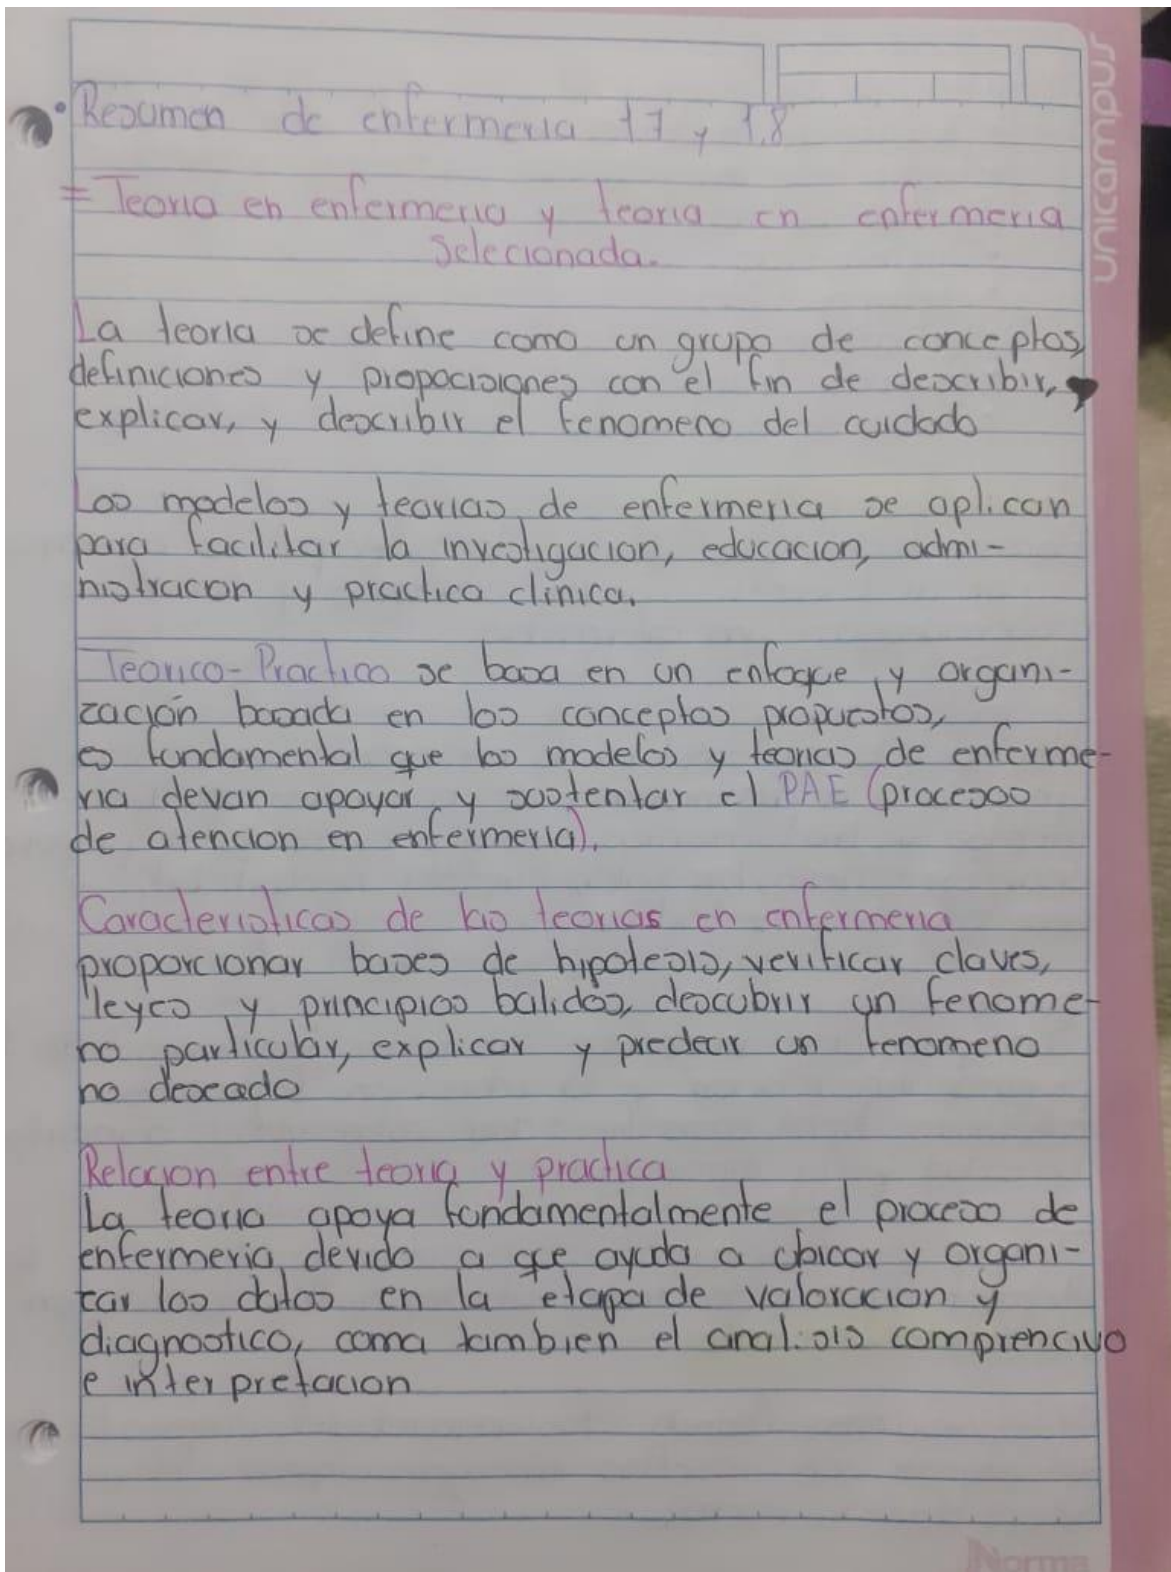 • Resumen de enfermeria 17 y 1.8
= Teoria en enfermeria y teoria en enfermeria
selecionada.
La teoria se define como un grupo de conceptos,
definiciones y propocisiones con el fin de describir,
explicar, y describir el fenomeno del cuidado
Los modelos y teorias de enfermeria se aplican
para facilitar la investigacion, educacion, admi-
nistracon y practica clinica.
Teorico-Practico se basa en un enfoque y organi-
zación basada en los conceptos propuestos,
es fundamental que los modelos y teorias de enferme-
ria devan apoyar y sustentar el PAE (procesos
de atencion en enfermeria).
Caracteristicas de las teorias en enfermeria
proporcionar bases de hipotesis, verificar claves,
leyes y principios balidos, descubrir un fenome-
no particular, explicar y predecir un fenomeno
no deseado
Relacion entre teoria y practica
La teoria apoya fundamentalmente el proceso de
enfermeria, devido a que ayuda a ubicar y organi-
zar los datos en la etapa de valoracion y
diagnostico, como tambien el analisis comprencivo
e interpretacion
unicampus
Norma